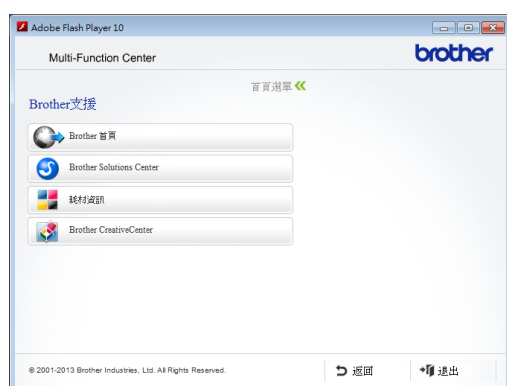 Adobe Flash Player 10
Multi-Function Center
brother
首頁選單
Brother支援
Brother 首頁
Brother Solutions Center
耗材資訊
Brother CreativeCenter
© 2001-2013 Brother Industries, Ltd. All Rights Reserved.
返回
退出